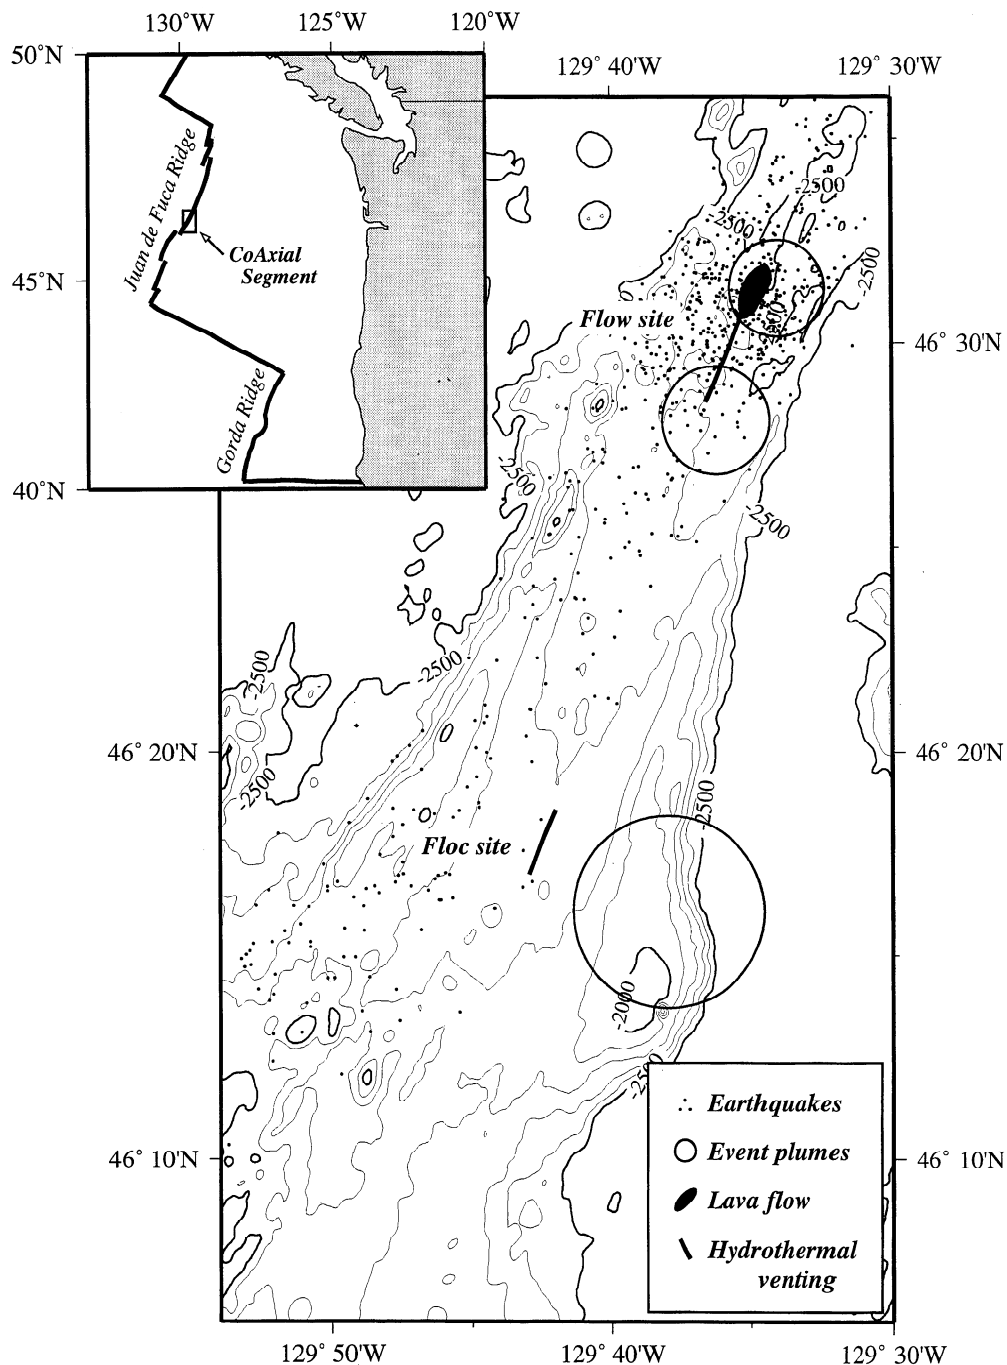 130°W
125°W
120°W
50°N
45°N
40°N
Juan de Fuca Ridge
CoAxial
Segment
Gorda Ridge
129° 40'W
129° 30'W
-2500
-2500
-2500
-2500
Flow site
46° 30'N
-2500
-2500
-2500
-2500
-2500
46° 20'N
46° 20'N
-2500
Floc site
-2000
-2500
46° 10'N
46° 10'N
Earthquakes
Event plumes
Lava flow
Hydrothermal
venting
129° 50'W
129° 40'W
129° 30'W